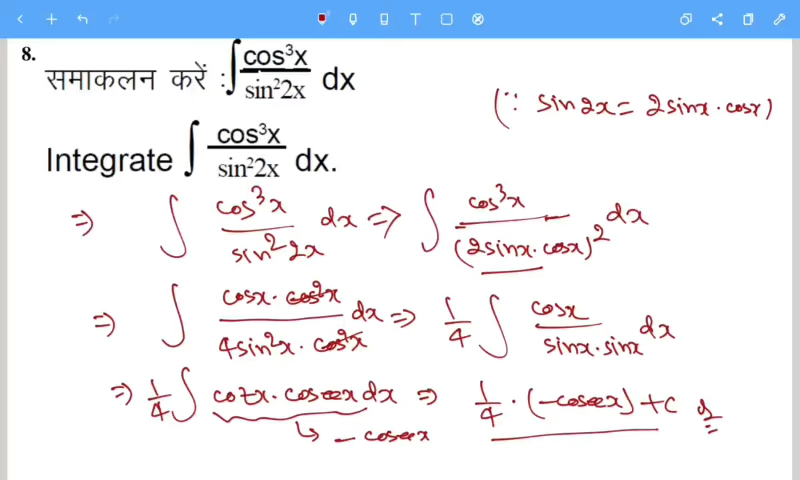 8.
समाकलन करें : ∫ cos³x / sin²2x dx
(∵ sin2x = 2sinx·cosx)
Integrate ∫ cos³x / sin²2x dx.
⇒ ∫ cos³x / sin²2x dx ⇒ ∫ cos³x / (2sinx·cosx)² dx
⇒ ∫ cosx·cos²x / 4sin²x·cos²x dx ⇒ 1/4 ∫ cosx / sinx·sinx dx
⇒ 1/4 ∫ cotx·cosecx dx ⇒ 1/4·(-cosecx) + c
↳ - cosecx